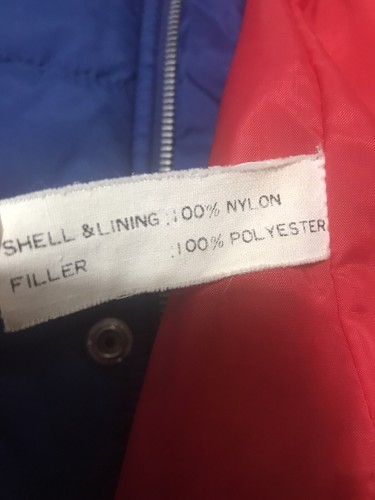 SHELL & LINING :100% NYLON
FILLER :100% POLYESTER